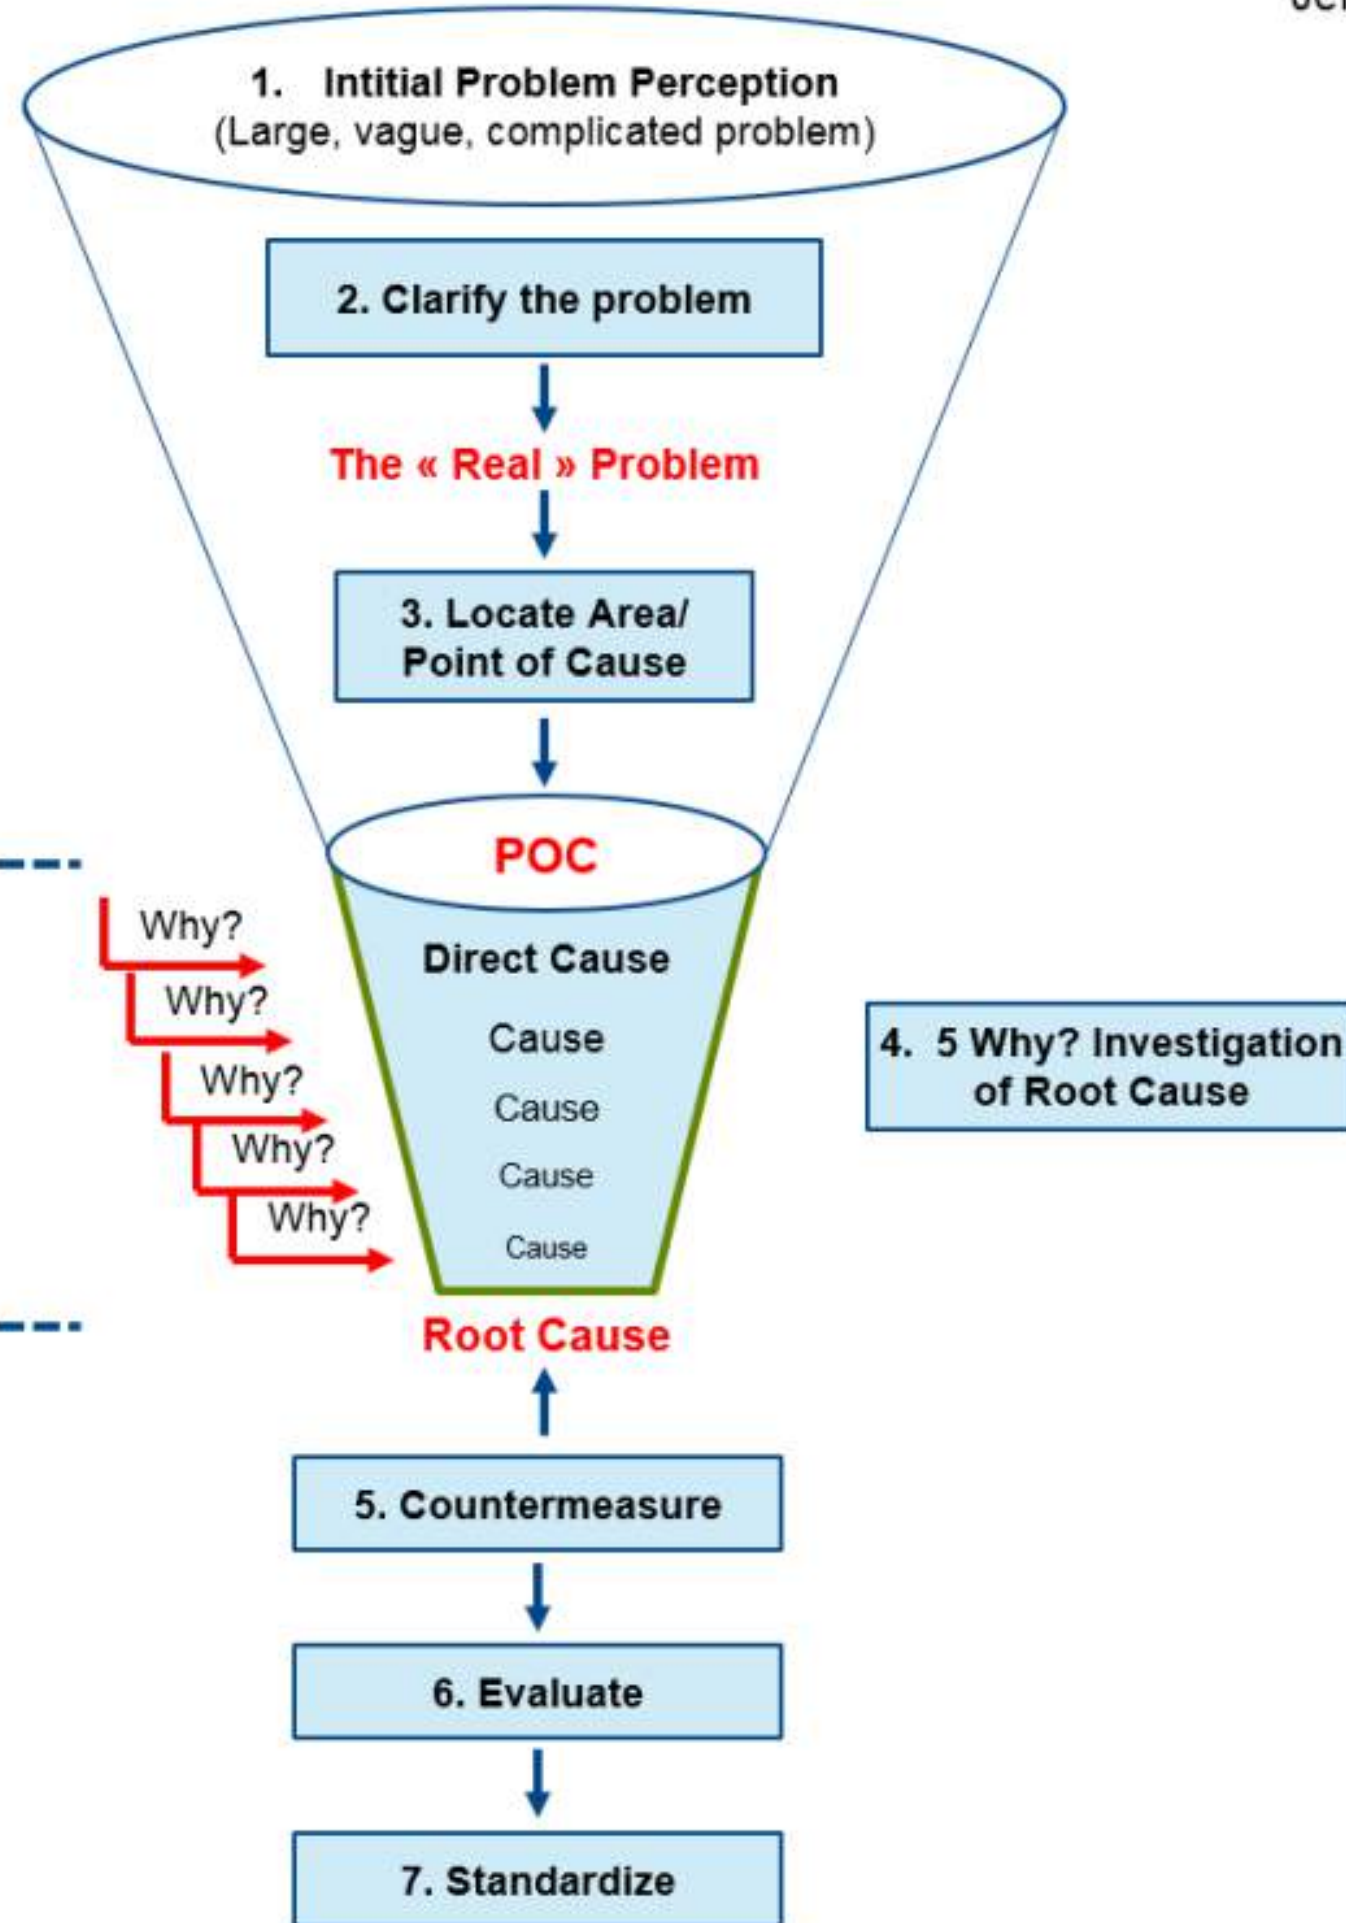 1. Intitial Problem Perception
(Large, vague, complicated problem)
2. Clarify the problem
The « Real » Problem
3. Locate Area/
Point of Cause
POC
Why?
Why?
Why?
Why?
Why?
Direct Cause
Cause
Cause
Cause
Cause
4. 5 Why? Investigation
of Root Cause
Root Cause
5. Countermeasure
6. Evaluate
7. Standardize